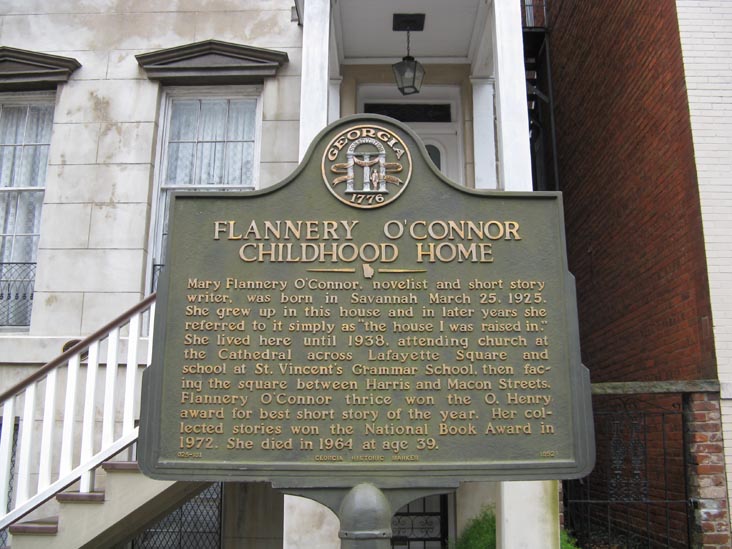 GEORGIA
1776
FLANNERY O'CONNOR
CHILDHOOD HOME
Mary Flannery O'Connor, novelist and short story
writer, was born in Savannah March 25, 1925.
She grew up in this house and in later years she
referred to it simply as "the house I was raised in."
She lived here until 1938, attending church at
the Cathedral across Lafayette Square and
school at St. Vincent's Grammar School, then fac-
ing the square between Harris and Macon Streets.
Flannery O'Connor thrice won the O. Henry
award for best short story of the year. Her col-
lected stories won the National Book Award in
1972. She died in 1964 at age 39.
GEORGIA HISTORIC MARKER